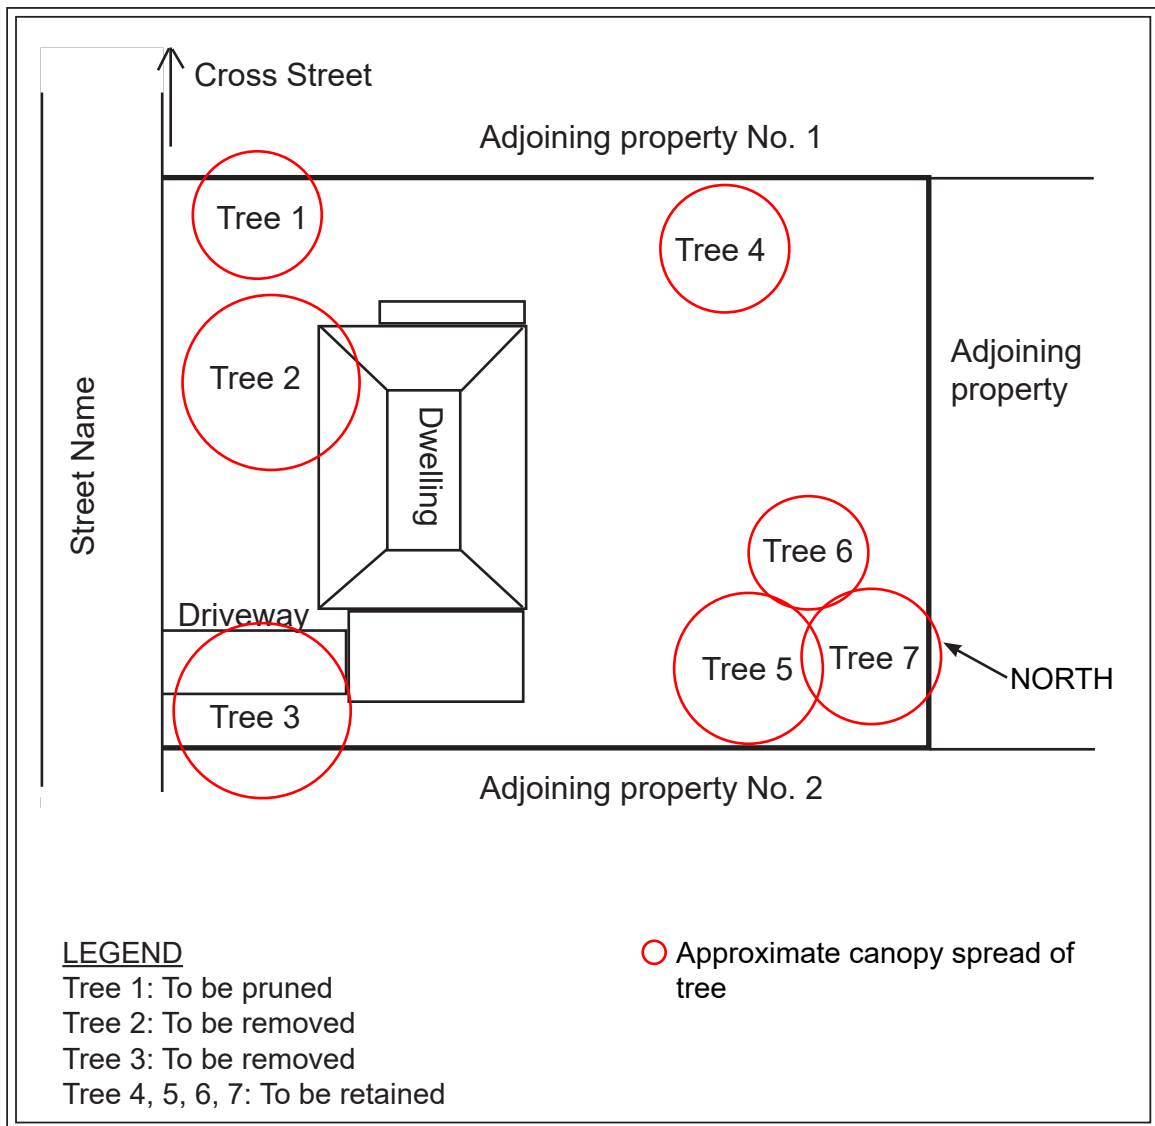 Cross Street
Adjoining property No. 1
Tree 1
Tree 4
Tree 2
Street Name
Dwelling
Adjoining
property
Tree 6
Driveway
Tree 5
Tree 7
NORTH
Tree 3
Adjoining property No. 2
LEGEND
Tree 1: To be pruned
Tree 2: To be removed
Tree 3: To be removed
Tree 4, 5, 6, 7: To be retained
Approximate canopy spread of
tree